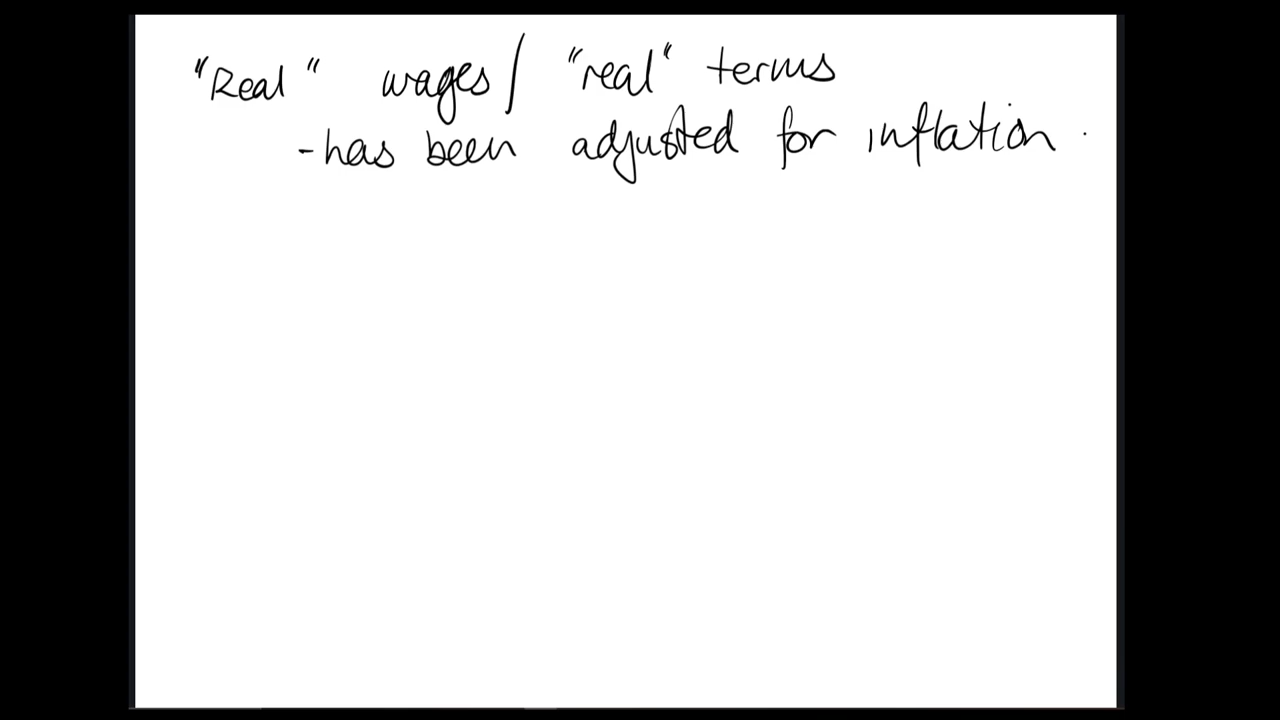 "Real" wages / "real" terms
- has been adjusted for inflation.